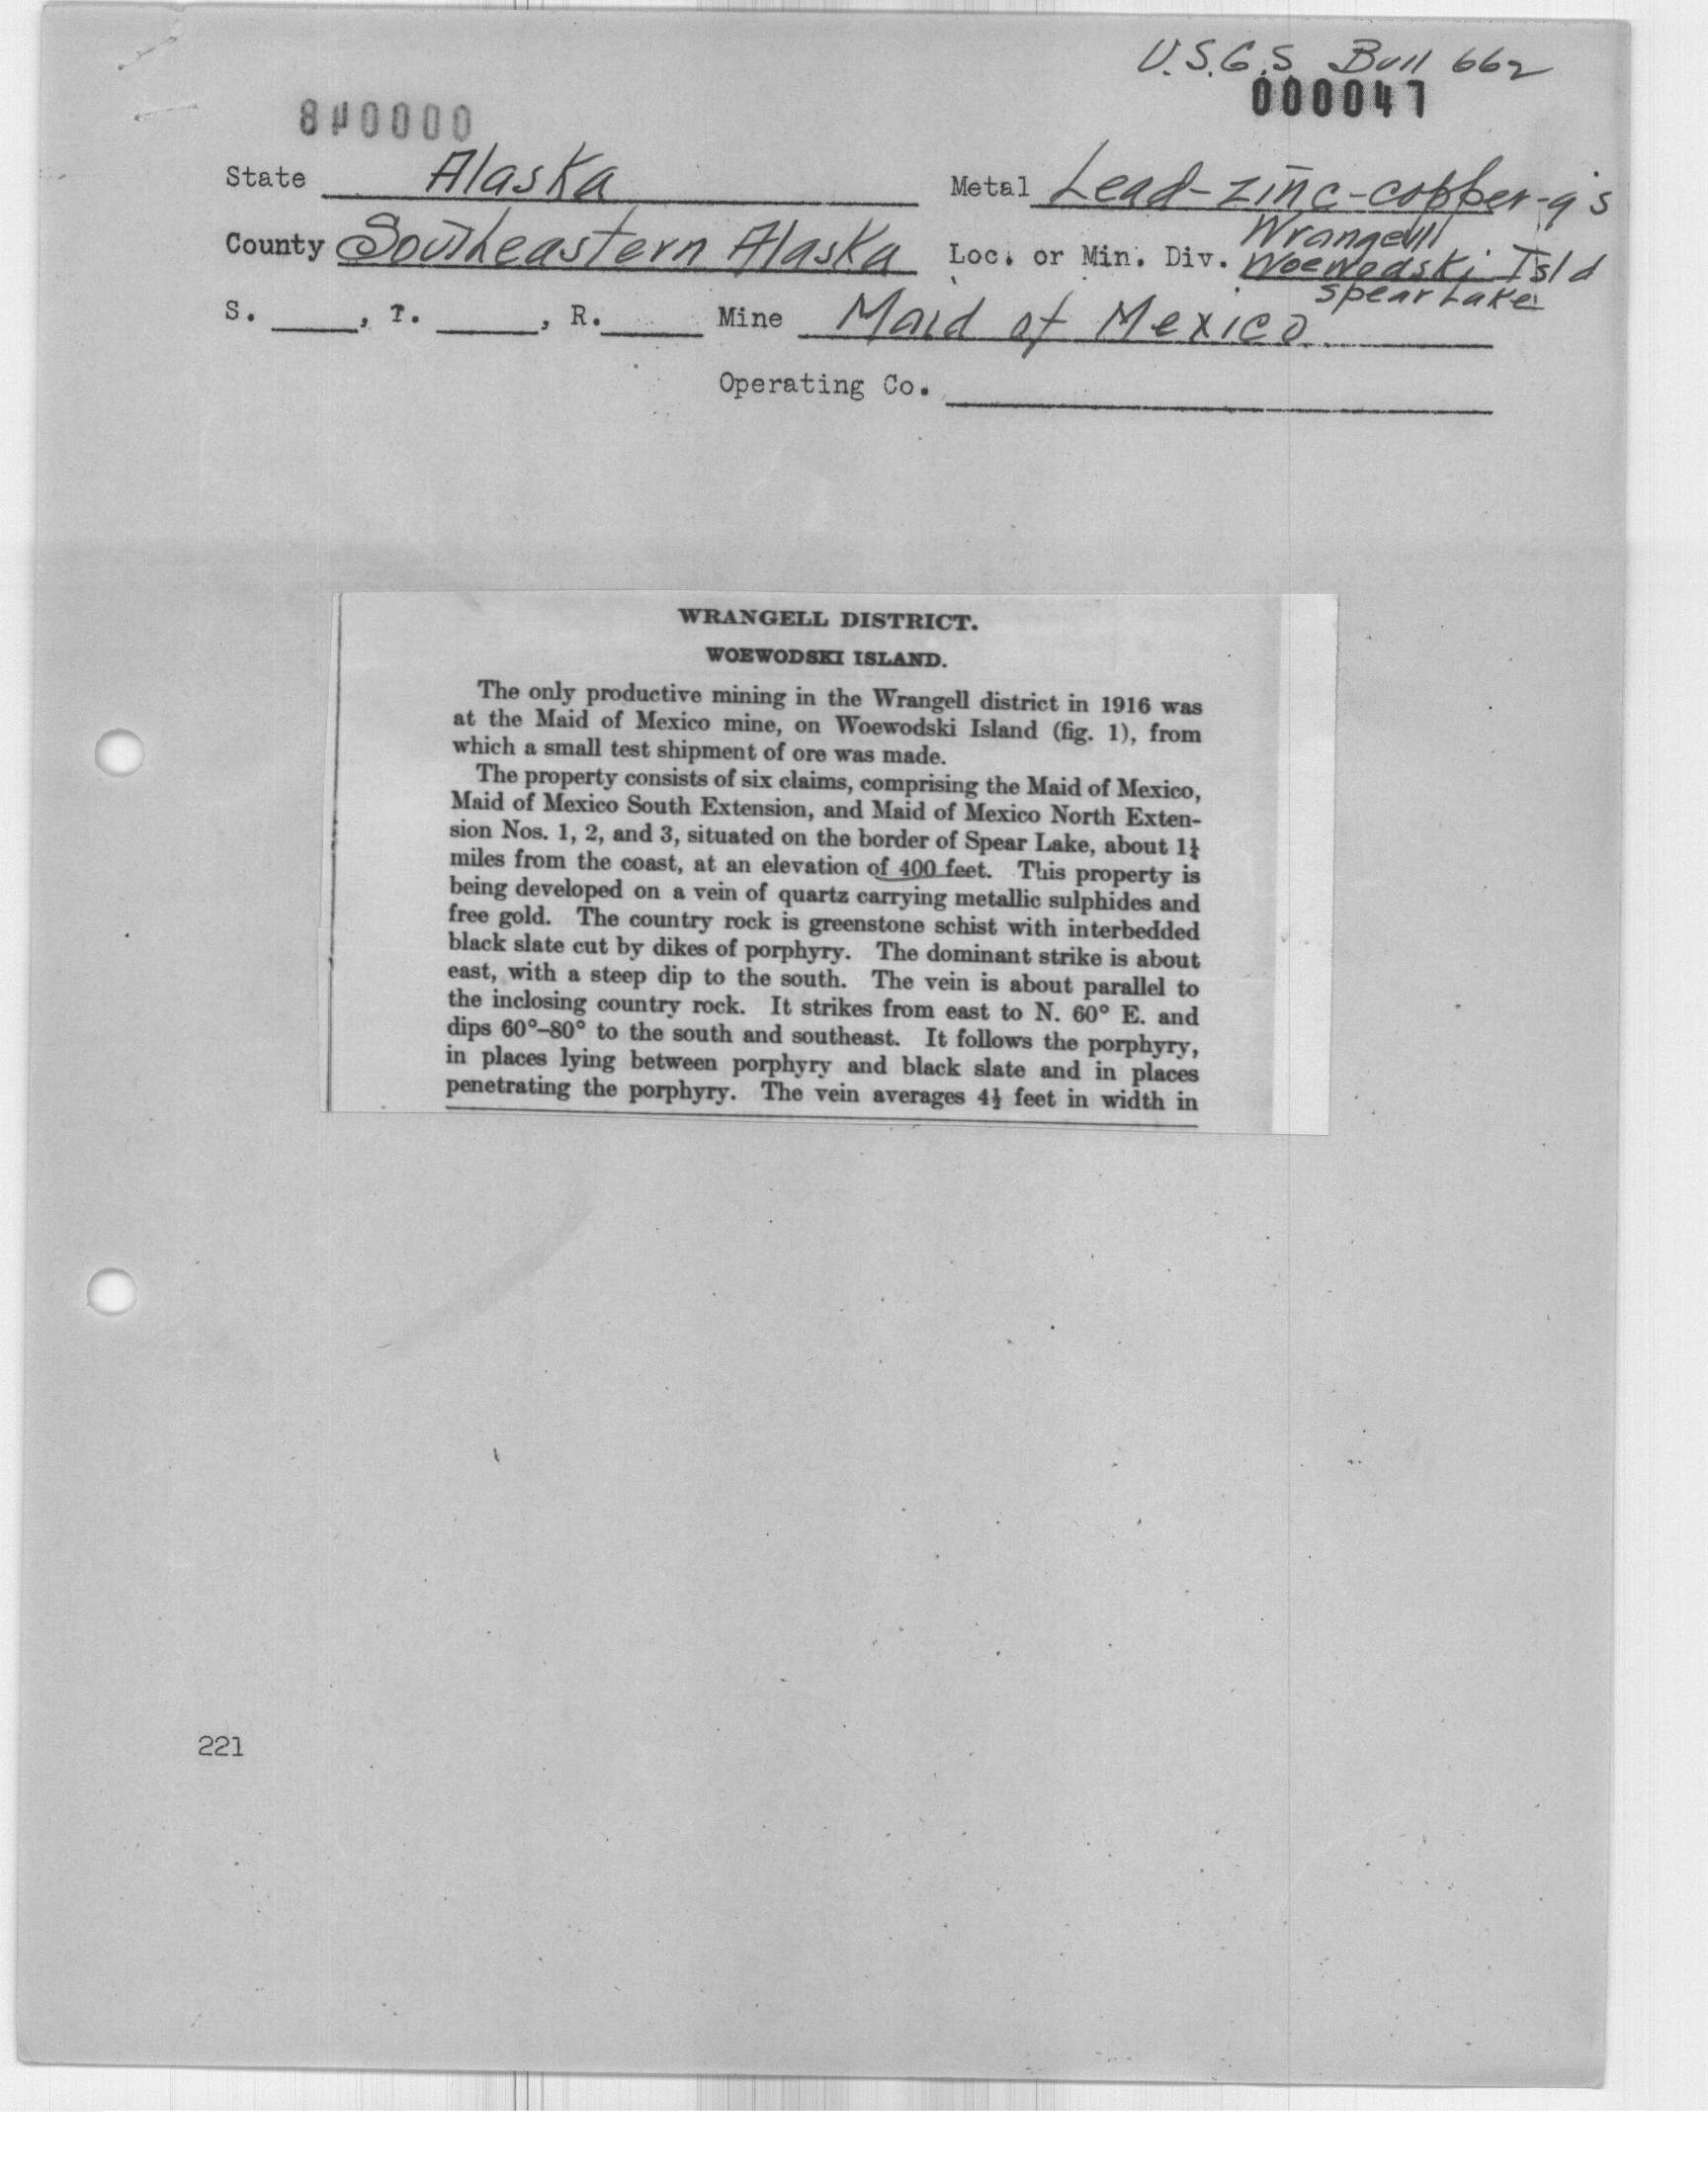 U.S.G.S. Bull 662
000047
State Alaska
Metal Lead-zinc-copper-g's
County Southeastern Alaska
Loc. or Min. Div. Wrangell
Woewodski Isld
Spear Lake
S. ____, T. ____, R. ____ Mine Maid of Mexico
Operating Co.
WRANGELL DISTRICT.
WOEWODSKI ISLAND.
The only productive mining in the Wrangell district in 1916 was
at the Maid of Mexico mine, on Woewodski Island (fig. 1), from
which a small test shipment of ore was made.
The property consists of six claims, comprising the Maid of Mexico,
Maid of Mexico South Extension, and Maid of Mexico North Exten-
sion Nos. 1, 2, and 3, situated on the border of Spear Lake, about 1½
miles from the coast, at an elevation of 400 feet. This property is
being developed on a vein of quartz carrying metallic sulphides and
free gold. The country rock is greenstone schist with interbedded
black slate cut by dikes of porphyry. The dominant strike is about
east, with a steep dip to the south. The vein is about parallel to
the inclosing country rock. It strikes from east to N. 60° E. and
dips 60°–80° to the south and southeast. It follows the porphyry,
in places lying between porphyry and black slate and in places
penetrating the porphyry. The vein averages 4½ feet in width in
221